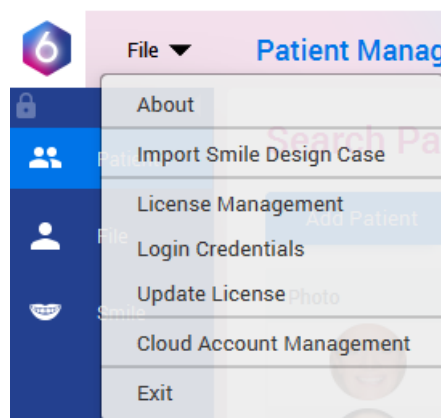 6
File
Patient Manag
About
Search Pa
Import Smile Design Case
Patie
License Management
Add Patient
File
Login Credentials
Update License
Photo
Smile
Cloud Account Management
Exit